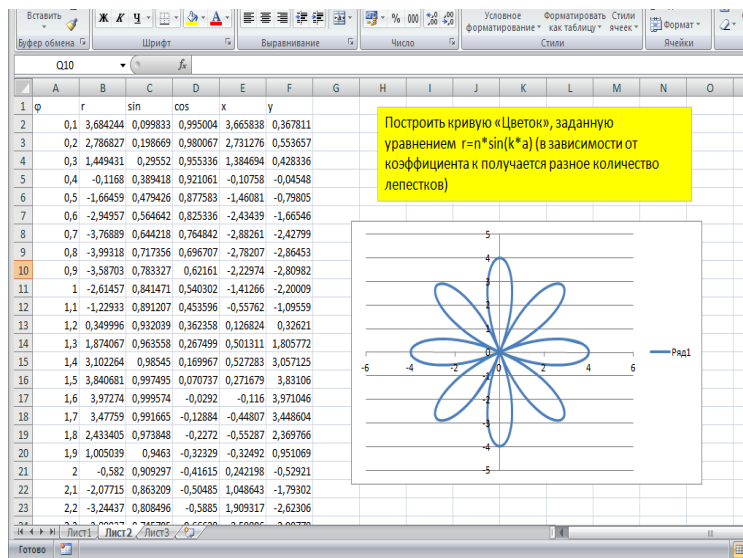 Вставить Ж К Ч А % 000 Условное Форматировать Стили Формат
форматирование как таблицу ячеек
Буфер обмена Шрифт Выравнивание Число Стили Ячейки
Q10 fx
A B C D E F G H I J K L M N O
1 φ r sin cos x y
2 0,1 3,684244 0,099833 0,995004 3,665838 0,367811
3 0,2 2,786827 0,198669 0,980067 2,731276 0,553657
4 0,3 1,449431 0,29552 0,955336 1,384694 0,428336
5 0,4 -0,1168 0,389418 0,921061 -0,10758 -0,04548
6 0,5 -1,66459 0,479426 0,877583 -1,46081 -0,79805
7 0,6 -2,94957 0,564642 0,825336 -2,43439 -1,66546
8 0,7 -3,76889 0,644218 0,764842 -2,88261 -2,42799
9 0,8 -3,99318 0,717356 0,696707 -2,78207 -2,86453
10 0,9 -3,58703 0,783327 0,62161 -2,22974 -2,80982
11 1 -2,61457 0,841471 0,540302 -1,41266 -2,20009
12 1,1 -1,22933 0,891207 0,453596 -0,55762 -1,09559
13 1,2 0,349996 0,932039 0,362358 0,126824 0,32621
14 1,3 1,874067 0,963558 0,267499 0,501311 1,805772
15 1,4 3,102264 0,98545 0,169967 0,527283 3,057125
16 1,5 3,840681 0,997495 0,070737 0,271679 3,83106
17 1,6 3,97274 0,999574 -0,0292 -0,116 3,971046
18 1,7 3,47759 0,991665 -0,12884 -0,44807 3,448604
19 1,8 2,433405 0,973848 -0,2272 -0,55287 2,369766
20 1,9 1,005039 0,9463 -0,32329 -0,32492 0,951069
21 2 -0,582 0,909297 -0,41615 0,242198 -0,52921
22 2,1 -2,07715 0,863209 -0,50485 1,048643 -1,79302
23 2,2 -3,24437 0,808496 -0,5885 1,909317 -2,62306
Построить кривую «Цветок», заданную
уравнением r=n*sin(k*a) (в зависимости от
коэффициента к получается разное количество
лепестков)
5
4
3
2
1
0
-6 -4 -2 0 2 4 6
-1
-2
-3
-4
-5
Ряд1
Лист1 Лист2 Лист3
Готово